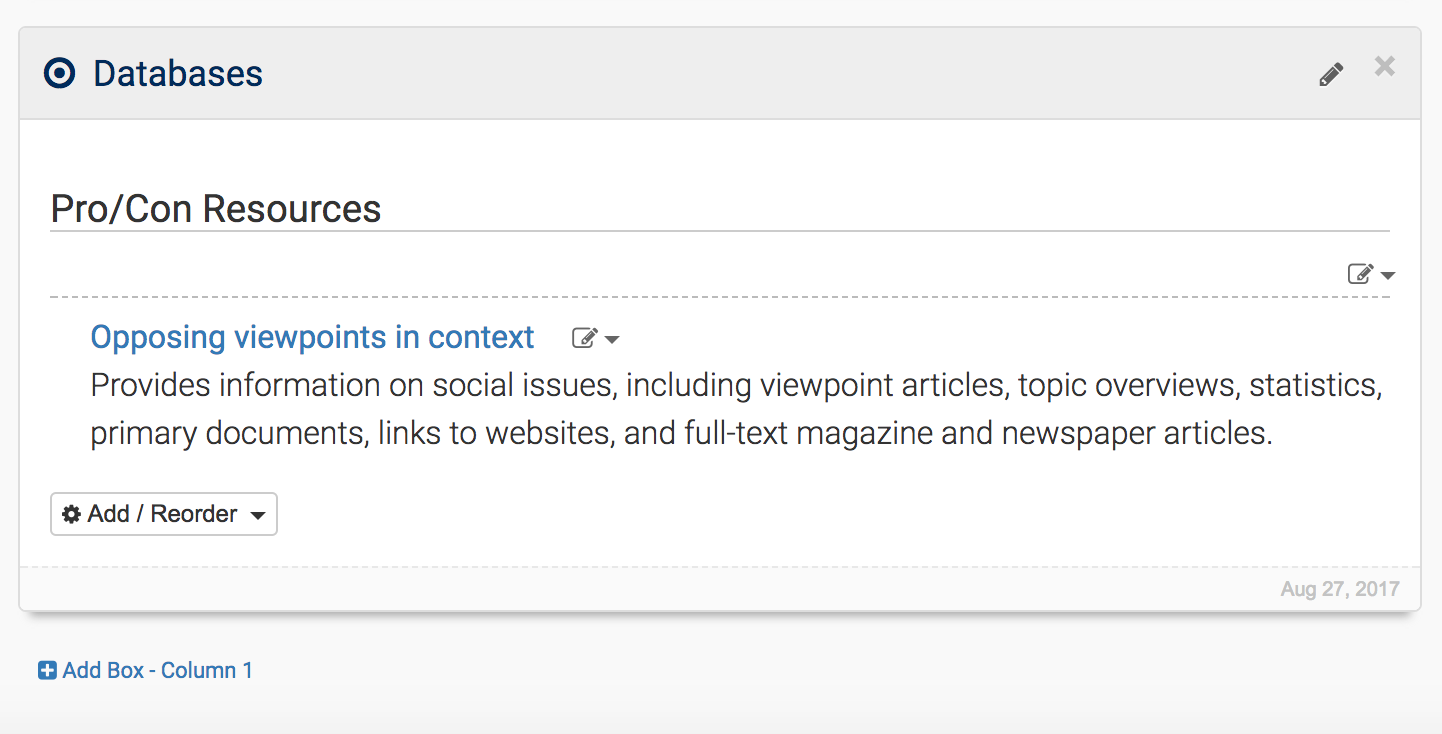 Databases
Pro/Con Resources
Opposing viewpoints in context
Provides information on social issues, including viewpoint articles, topic overviews, statistics,
primary documents, links to websites, and full-text magazine and newspaper articles.
Add / Reorder
Aug 27, 2017
Add Box - Column 1